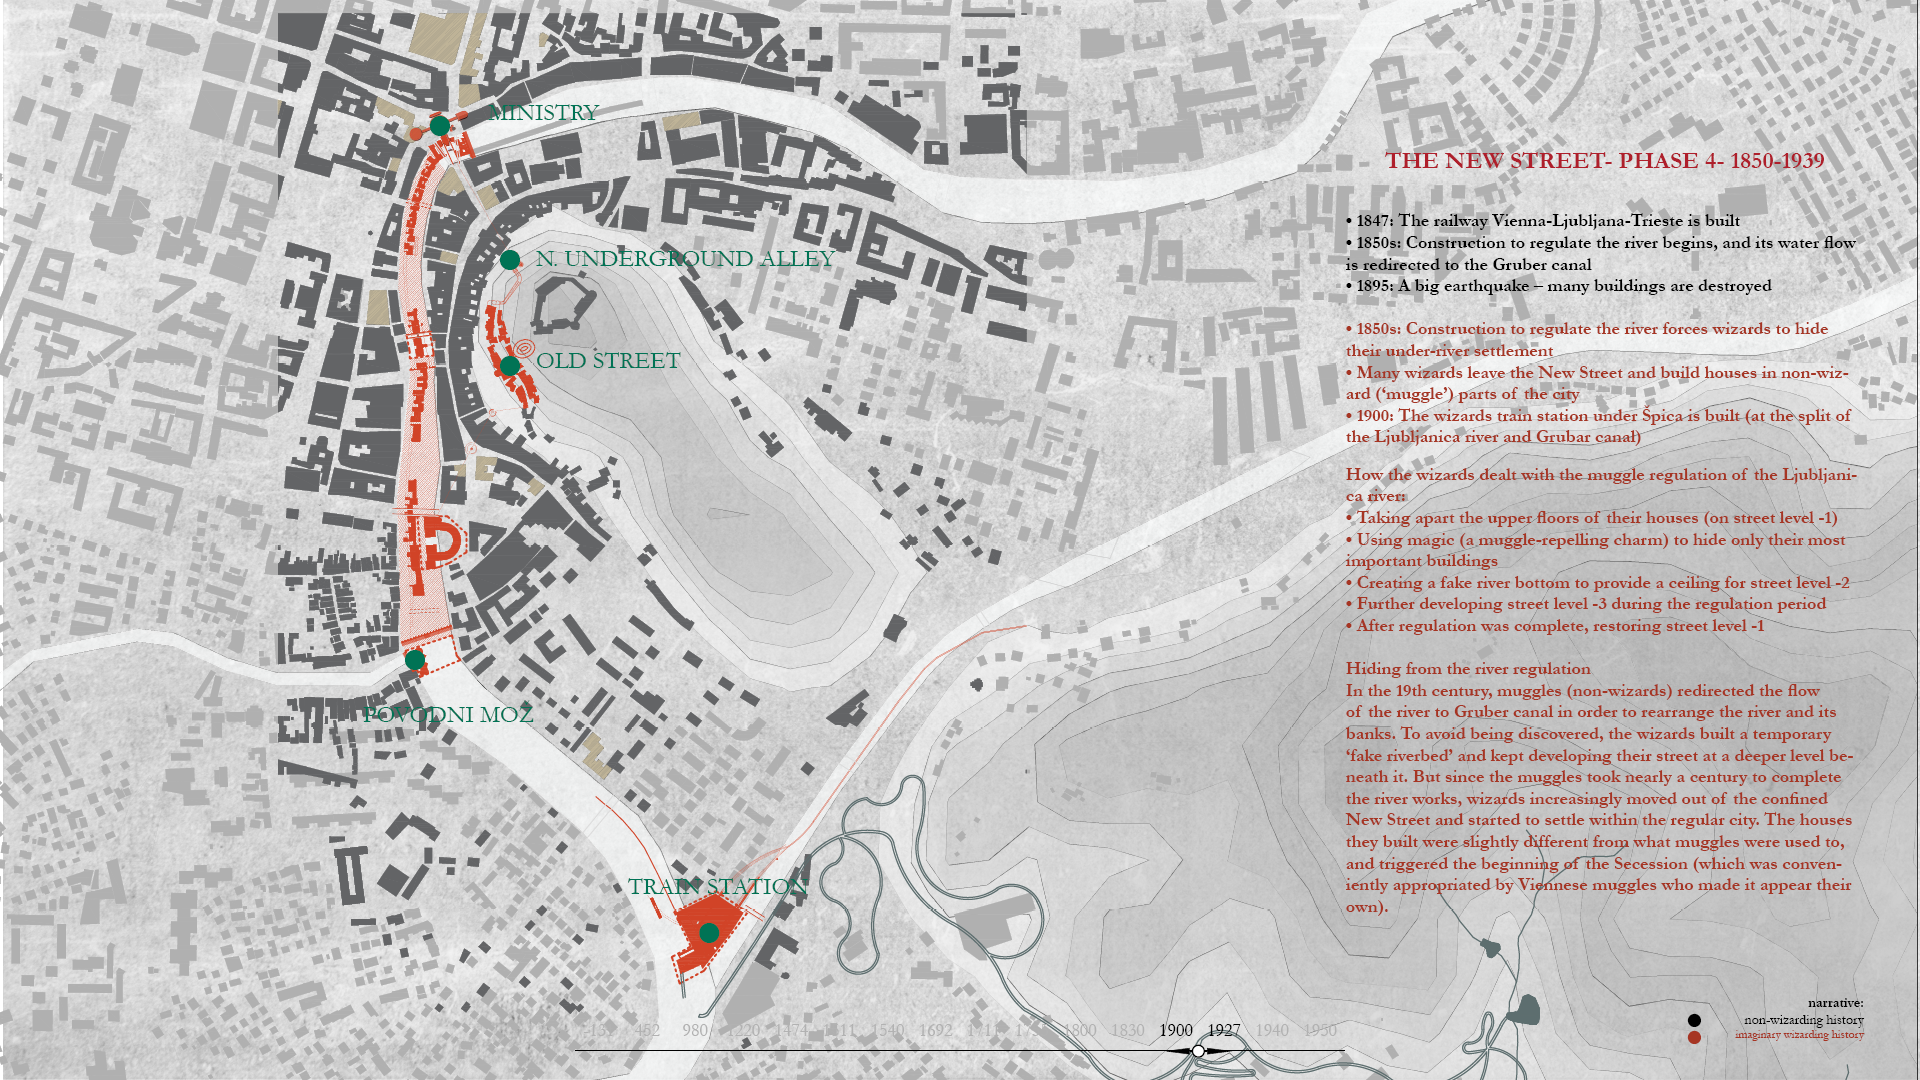 MINISTRY
N. UNDERGROUND ALLEY
OLD STREET
POVODNI MOŽ
TRAIN STATION
THE NEW STREET- PHASE 4- 1850-1939
• 1847: The railway Vienna-Ljubljana-Trieste is built
• 1850s: Construction to regulate the river begins, and its water flow
is redirected to the Gruber canal
• 1895: A big earthquake – many buildings are destroyed
• 1850s: Construction to regulate the river forces wizards to hide
their under-river settlement
• Many wizards leave the New Street and build houses in non-wiz-
ard (‘muggle’) parts of the city
• 1900: The wizards train station under Špica is built (at the split of
the Ljubljanica river and Grubar canal)
How the wizards dealt with the muggle regulation of the Ljubljani-
ca river:
• Taking apart the upper floors of their houses (on street level -1)
• Using magic (a muggle-repelling charm) to hide only their most
important buildings
• Creating a fake river bottom to provide a ceiling for street level -2
• Further developing street level -3 during the regulation period
• After regulation was complete, restoring street level -1
Hiding from the river regulation
In the 19th century, muggles (non-wizards) redirected the flow
of the river to Gruber canal in order to rearrange the river and its
banks. To avoid being discovered, the wizards built a temporary
‘fake riverbed’ and kept developing their street at a deeper level be-
neath it. But since the muggles took nearly a century to complete
the river works, wizards increasingly moved out of the confined
New Street and started to settle within the regular city. The houses
they built were slightly different from what muggles were used to,
and triggered the beginning of the Secession (which was conven-
iently appropriated by Viennese muggles who made it appear their
own).
452 980 1220 1474 1511 1540 1692 1800 1830 1900 1927 1940 1950
narrative:
non-wizarding history
imaginary wizarding history